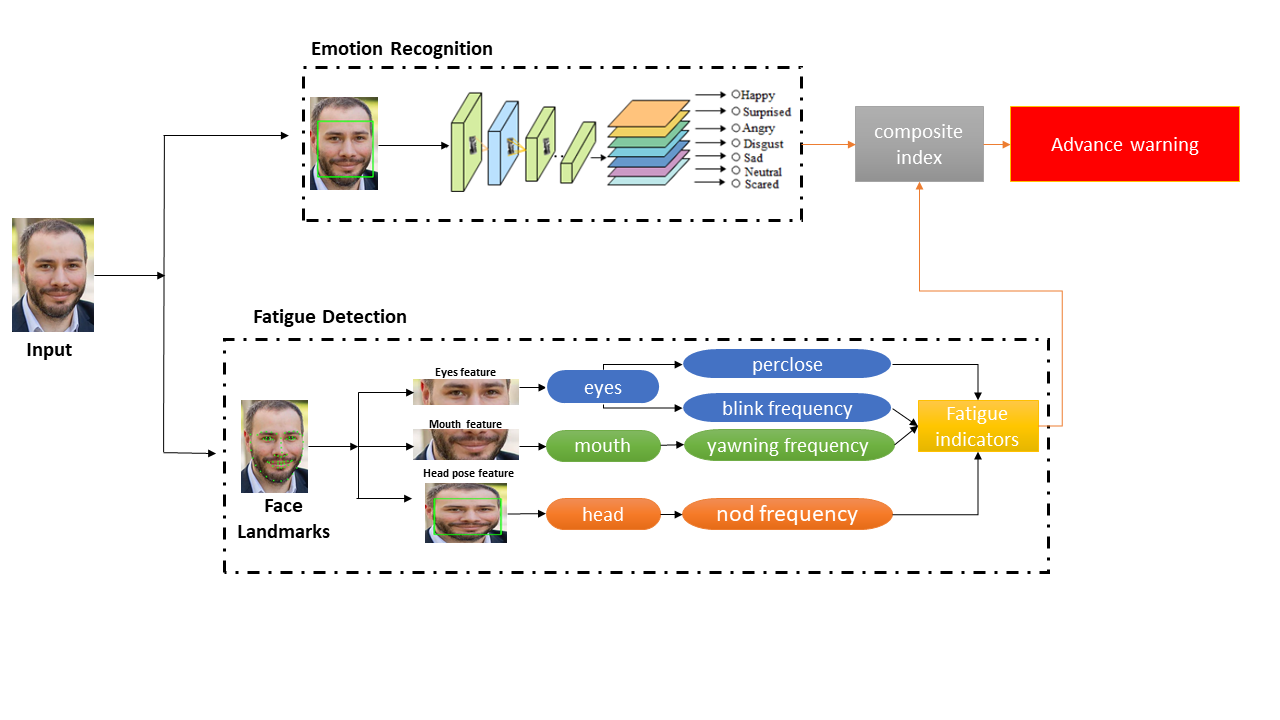 Emotion Recognition
Happy
Surprised
Angry
Disgust
Sad
Neutral
Scared
composite
index
Advance warning
Input
Fatigue Detection
Eyes feature
eyes
perclose
blink frequency
Mouth feature
mouth
yawning frequency
Fatigue
indicators
Head pose feature
head
nod frequency
Face
Landmarks